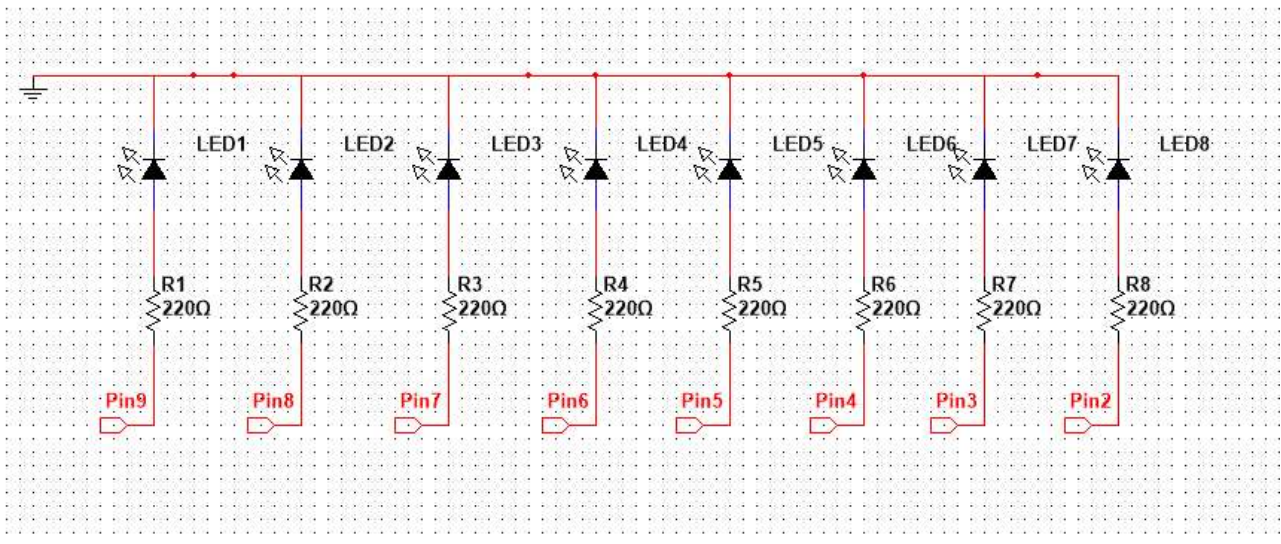 LED1 LED2 LED3 LED4 LED5 LED6 LED7 LED8
R1 R2 R3 R4 R5 R6 R7 R8
220Ω 220Ω 220Ω 220Ω 220Ω 220Ω 220Ω 220Ω
Pin9 Pin8 Pin7 Pin6 Pin5 Pin4 Pin3 Pin2